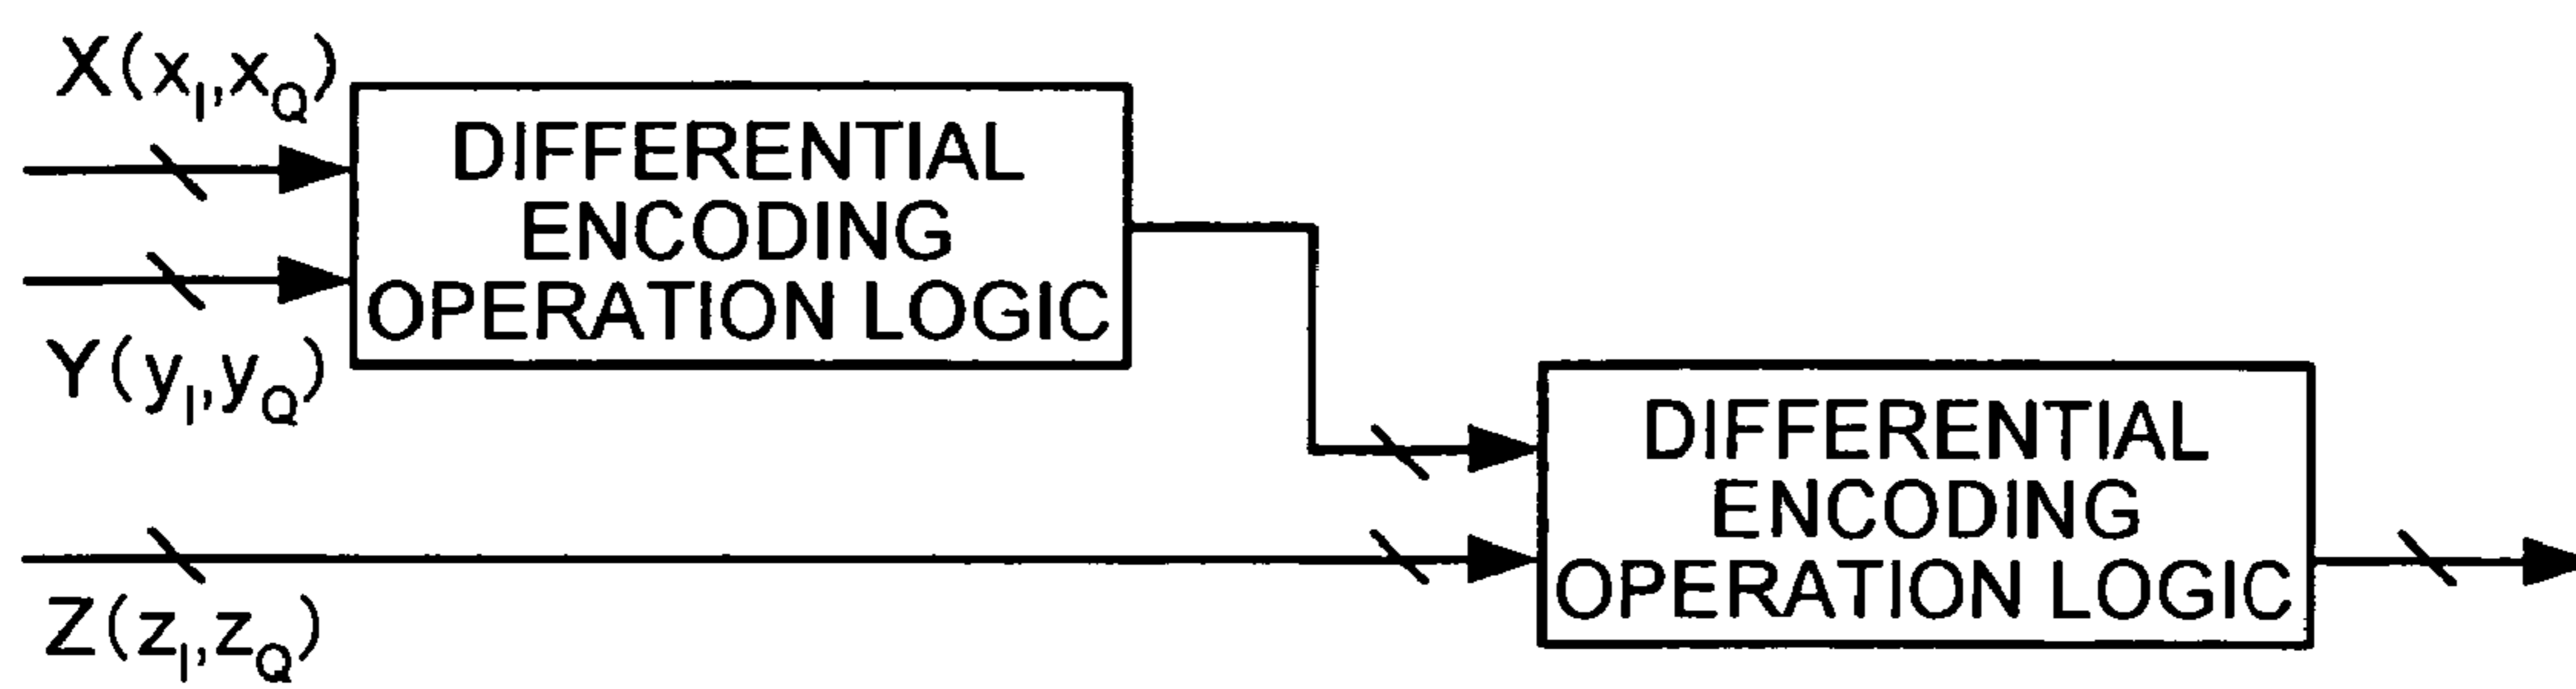 X(x_I,x_Q)
DIFFERENTIAL
ENCODING
OPERATION LOGIC
Y(y_I,y_Q)
DIFFERENTIAL
ENCODING
OPERATION LOGIC
Z(z_I,z_Q)